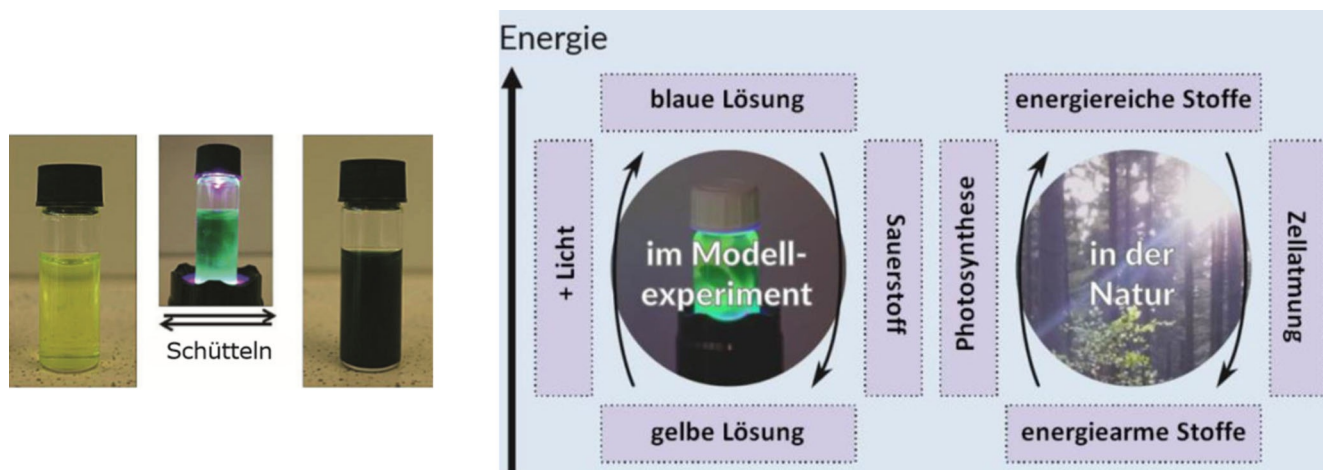 Schütteln
Energie
blaue Lösung
+ Licht
im Modell-
experiment
Sauerstoff
gelbe Lösung
energiereiche Stoffe
Photosynthese
in der
Natur
Zellatmung
energiearme Stoffe